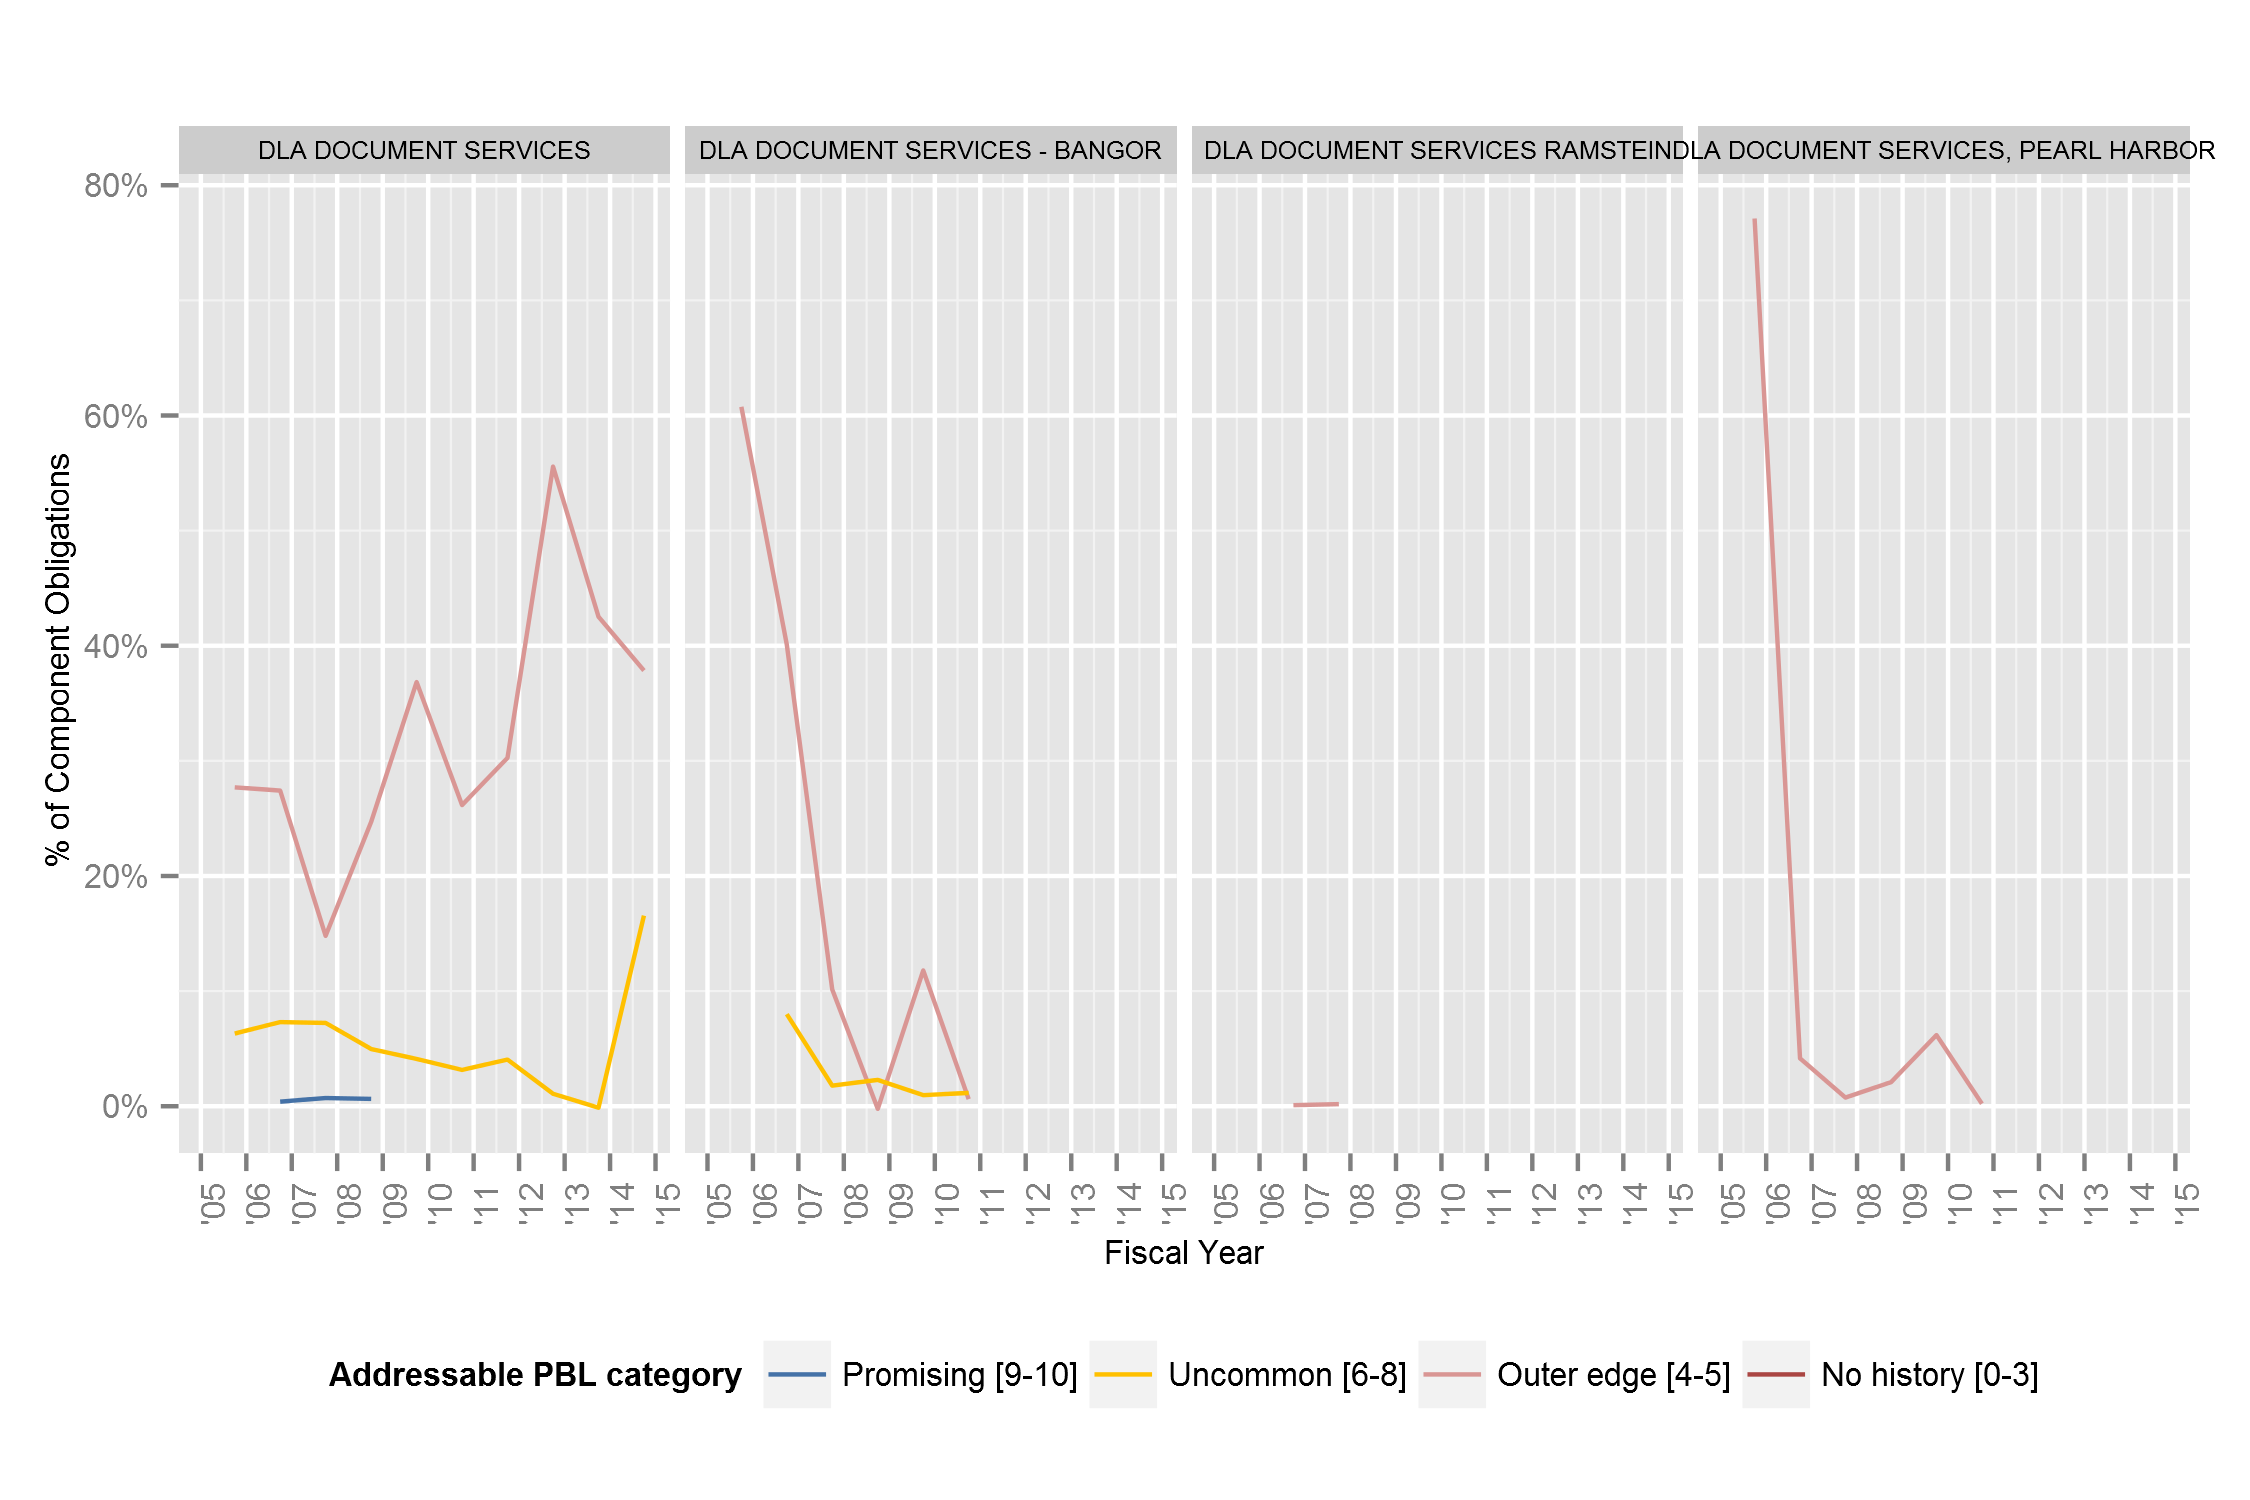 DLA DOCUMENT SERVICES
DLA DOCUMENT SERVICES - BANGOR
DLA DOCUMENT SERVICES RAMSTEIN
DLA DOCUMENT SERVICES, PEARL HARBOR
80%
60%
40%
20%
0%
% of Component Obligations
'05 '06 '07 '08 '09 '10 '11 '12 '13 '14 '15
'05 '06 '07 '08 '09 '10 '11 '12 '13 '14 '15
'05 '06 '07 '08 '09 '10 '11 '12 '13 '14 '15
'05 '06 '07 '08 '09 '10 '11 '12 '13 '14 '15
Fiscal Year
Addressable PBL category Promising [9-10] Uncommon [6-8] Outer edge [4-5] No history [0-3]